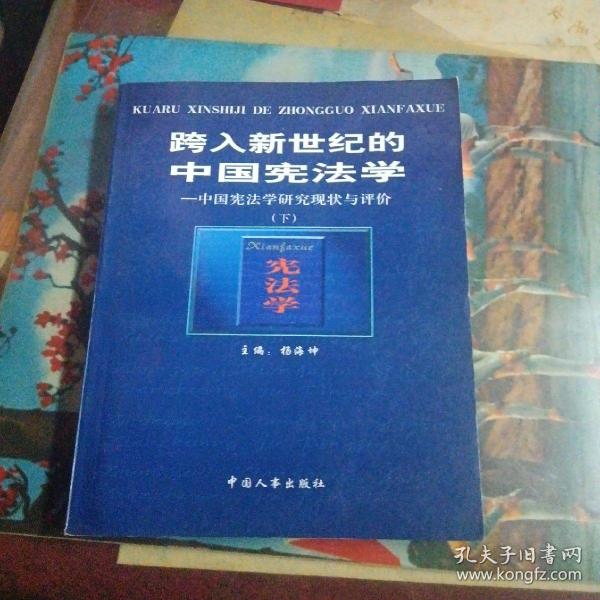 KUARU XINSHIJI DE ZHONGGUO XIANFAXUE
跨入新世纪的
中国宪法学
—中国宪法学研究现状与评价
(下)
Xianfaxue
宪
法
学
主编：杨海坤
中国人事出版社
孔夫子旧书网
www.kongfz.com